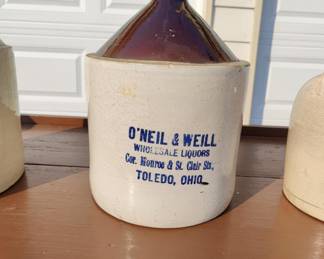 O'NEIL & WEILL
WHOLESALE LIQUORS
Cor. Monroe & St. Clair Sts.,
TOLEDO, OHIO.